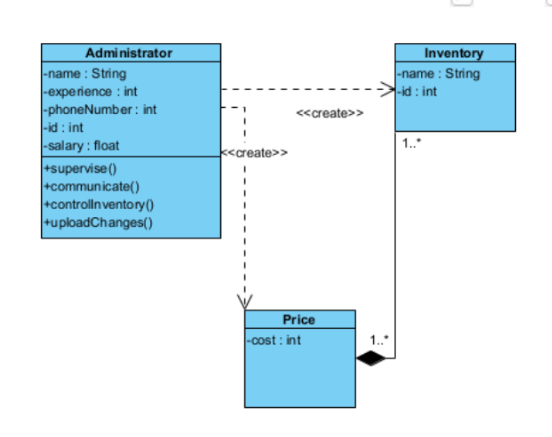 Administrator
-name : String
-experience : int
-phoneNumber : int
-id : int
-salary : float
+supervise()
+communicate()
+controlInventory()
+uploadChanges()
<<create>>
<<create>>
Inventory
-name : String
-id : int
1..*
1..*
Price
-cost : int